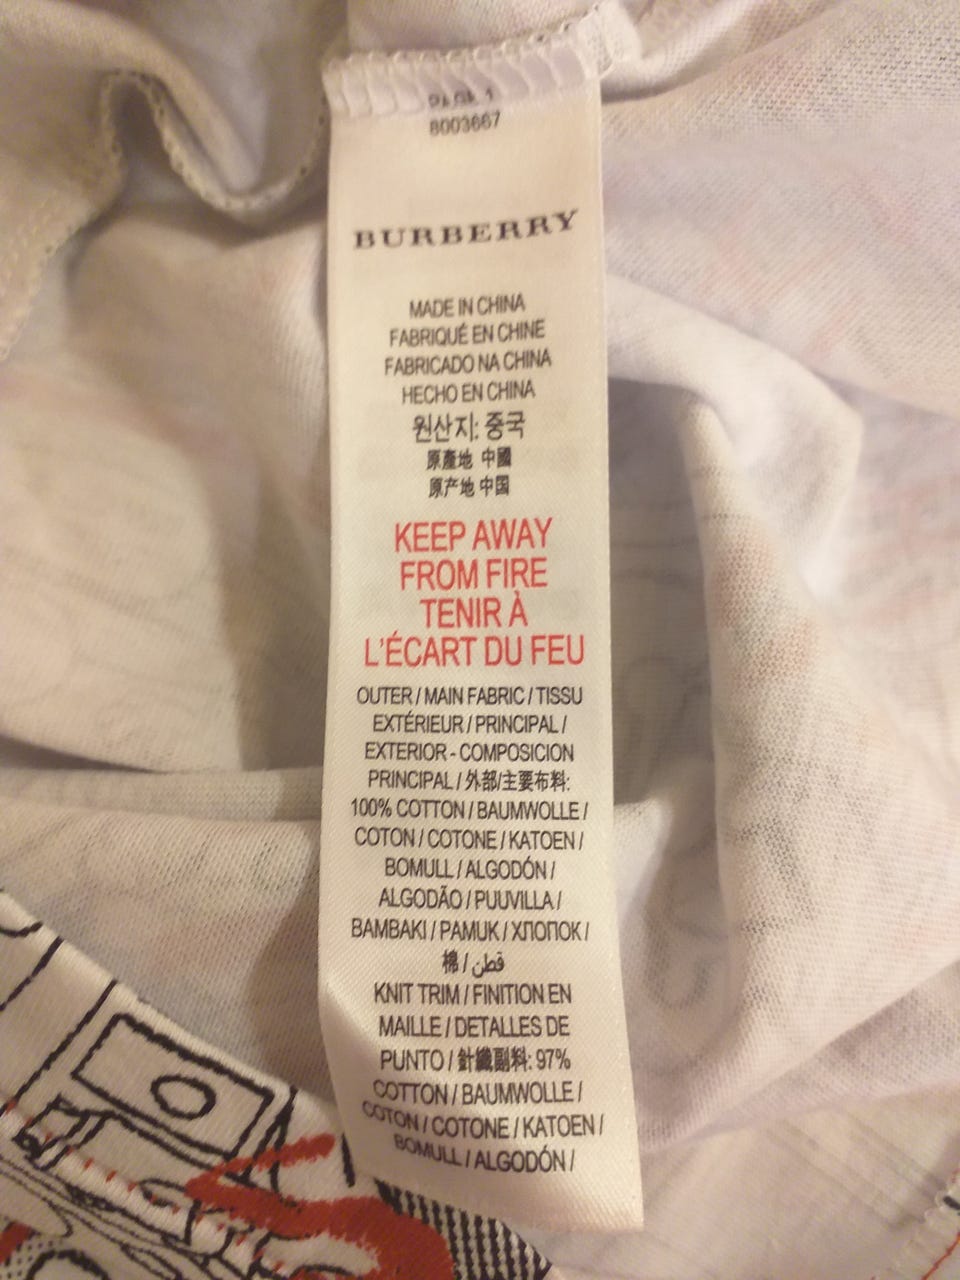 PAGE 1
8003667
BURBERRY
MADE IN CHINA
FABRIQUÉ EN CHINE
FABRICADO NA CHINA
HECHO EN CHINA
원산지: 중국
原產地 中國
原产地 中国
KEEP AWAY
FROM FIRE
TENIR À
L'ÉCART DU FEU
OUTER / MAIN FABRIC / TISSU
EXTÉRIEUR / PRINCIPAL /
EXTERIOR - COMPOSICION
PRINCIPAL / 外部/主要布料:
100% COTTON / BAUMWOLLE /
COTON / COTONE / KATOEN /
BOMULL / ALGODÓN /
ALGODÃO / PUUVILLA /
BAMBAKI / PAMUK / ХЛОПОК /
棉 / قطن
KNIT TRIM / FINITION EN
MAILLE / DETALLES DE
PUNTO / 針織副料: 97%
COTTON / BAUMWOLLE /
COTON / COTONE / KATOEN /
BOMULL / ALGODÓN /